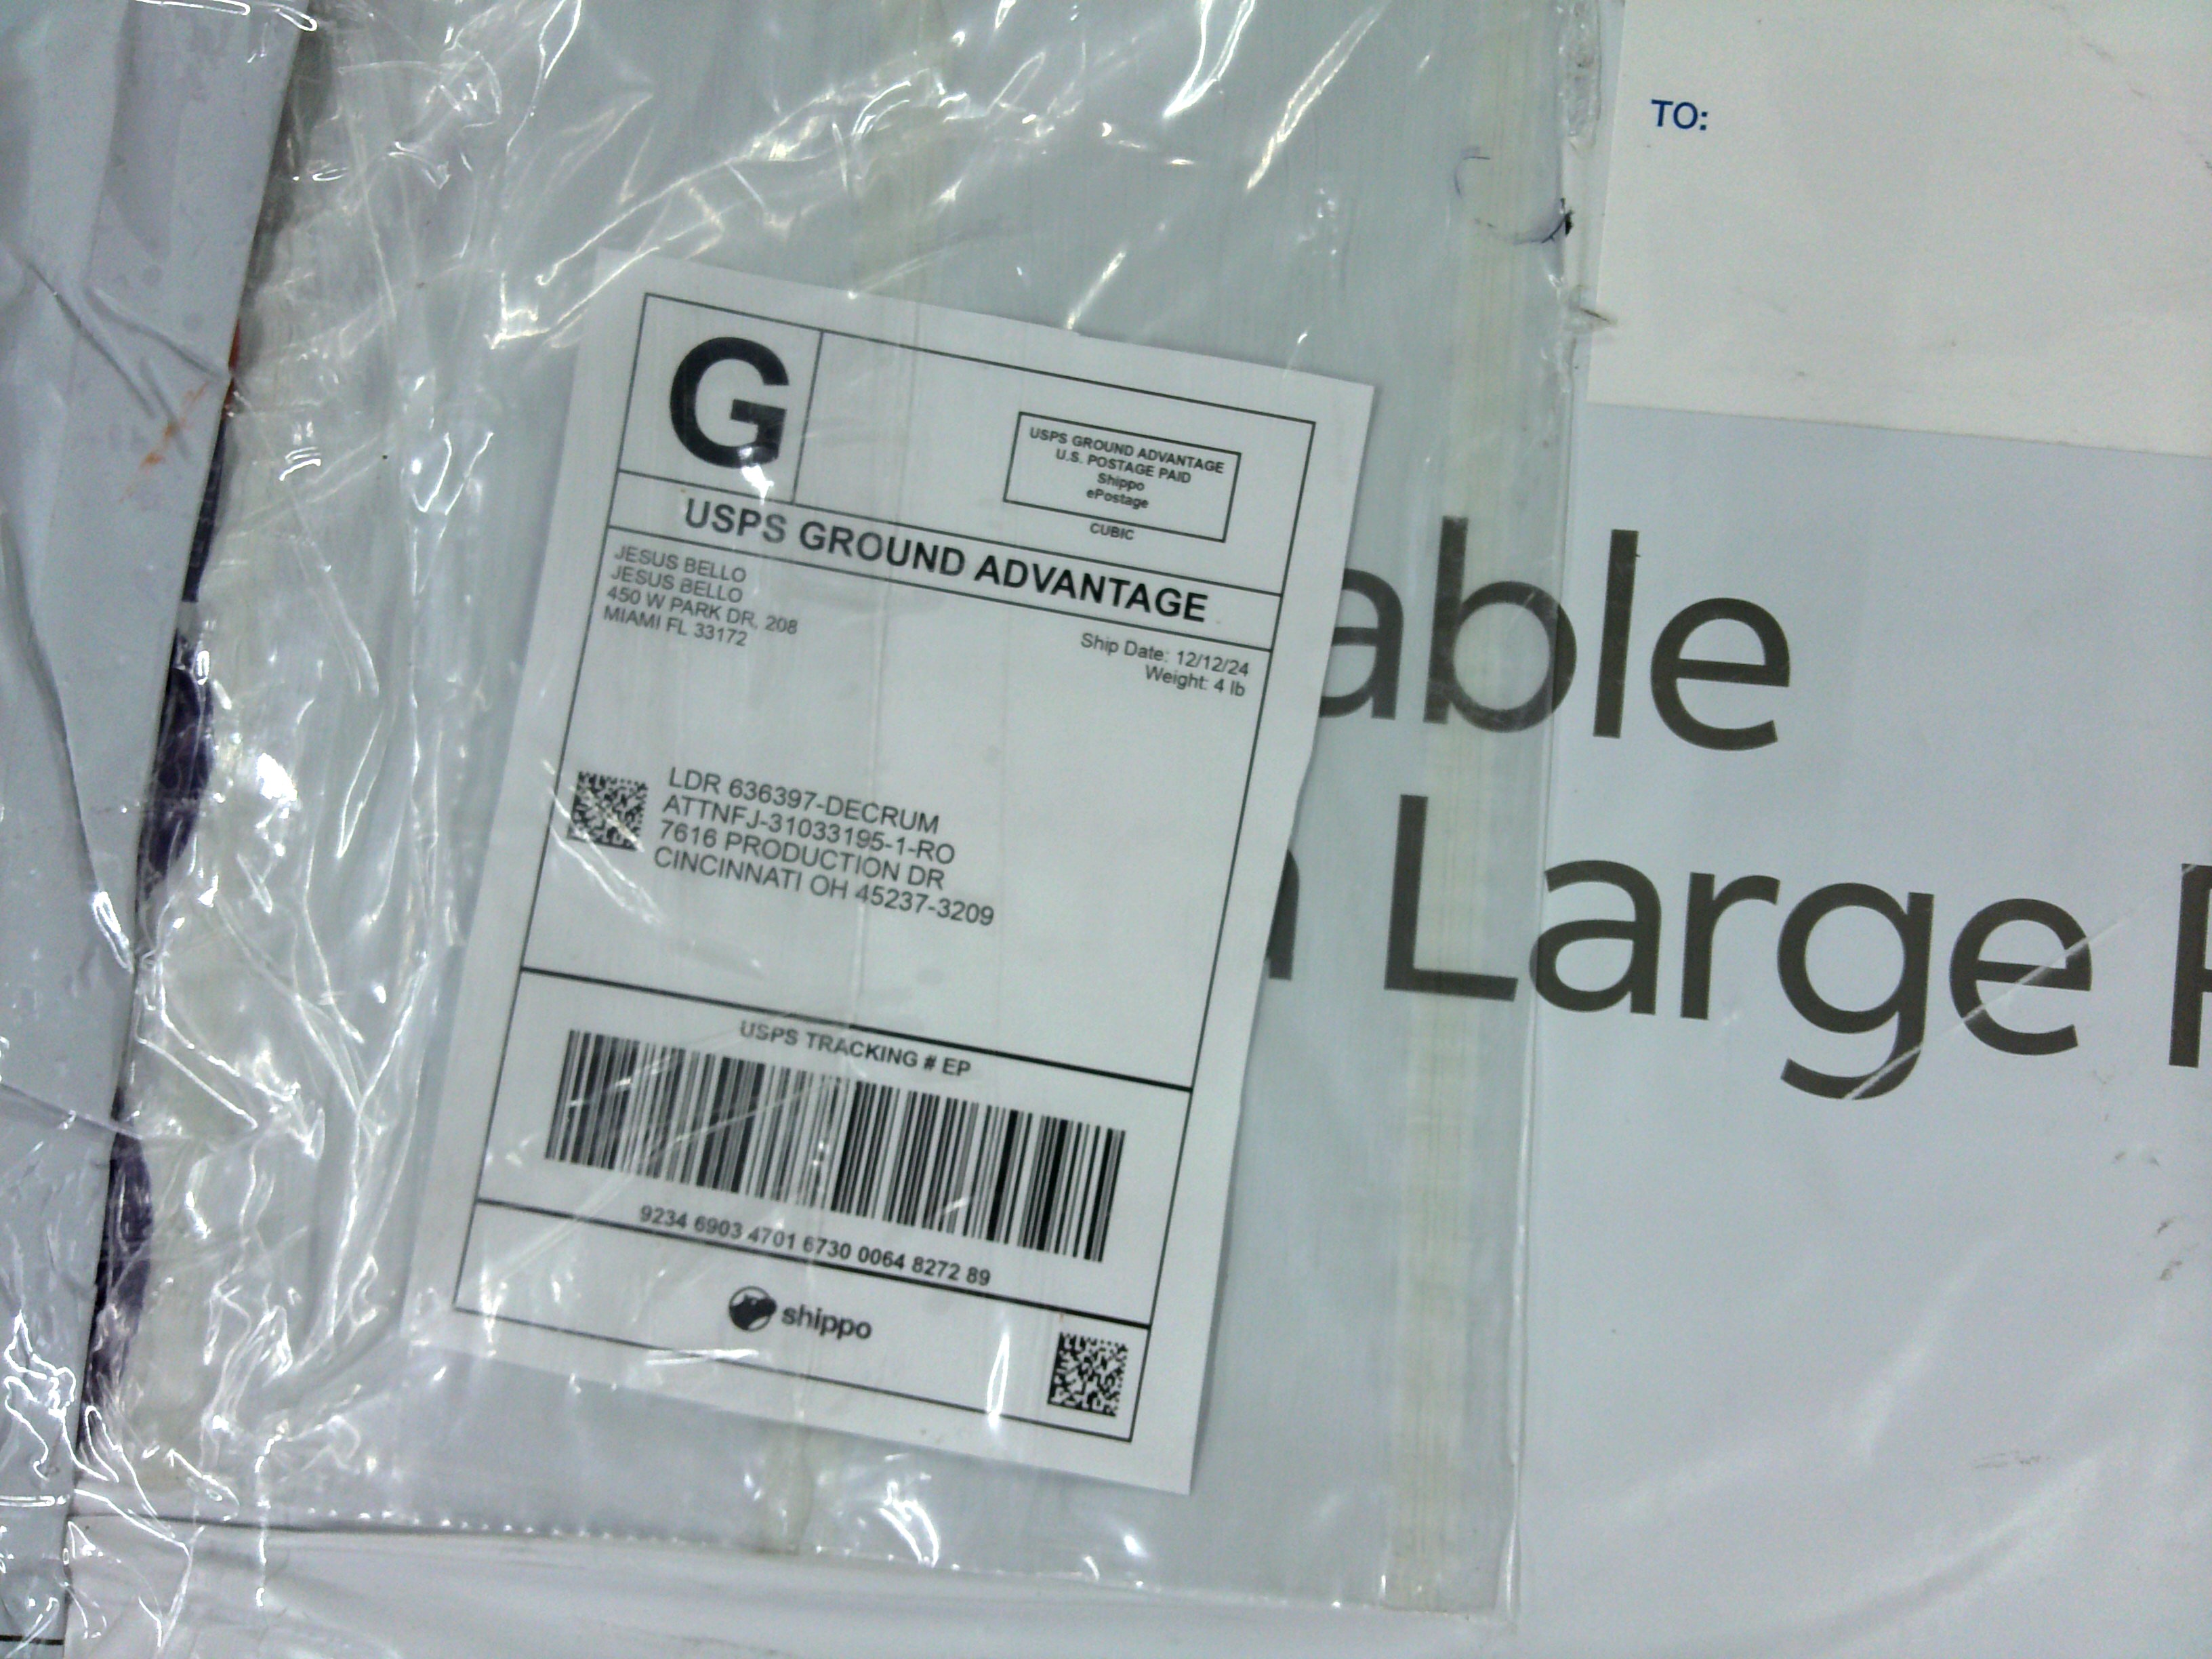 TO:
G
USPS GROUND ADVANTAGE
U.S. POSTAGE PAID
Shippo
ePostage
CUBIC
USPS GROUND ADVANTAGE
JESUS BELLO
JESUS BELLO
450 W PARK DR, 208
MIAMI FL 33172
Ship Date: 12/12/24
Weight: 4 lb
LDR 636397-DECRUM
ATTNFJ-31033195-1-RO
7616 PRODUCTION DR
CINCINNATI OH 45237-3209
USPS TRACKING # EP
9234 6903 4701 6730 0064 8272 89
shippo
able
Large